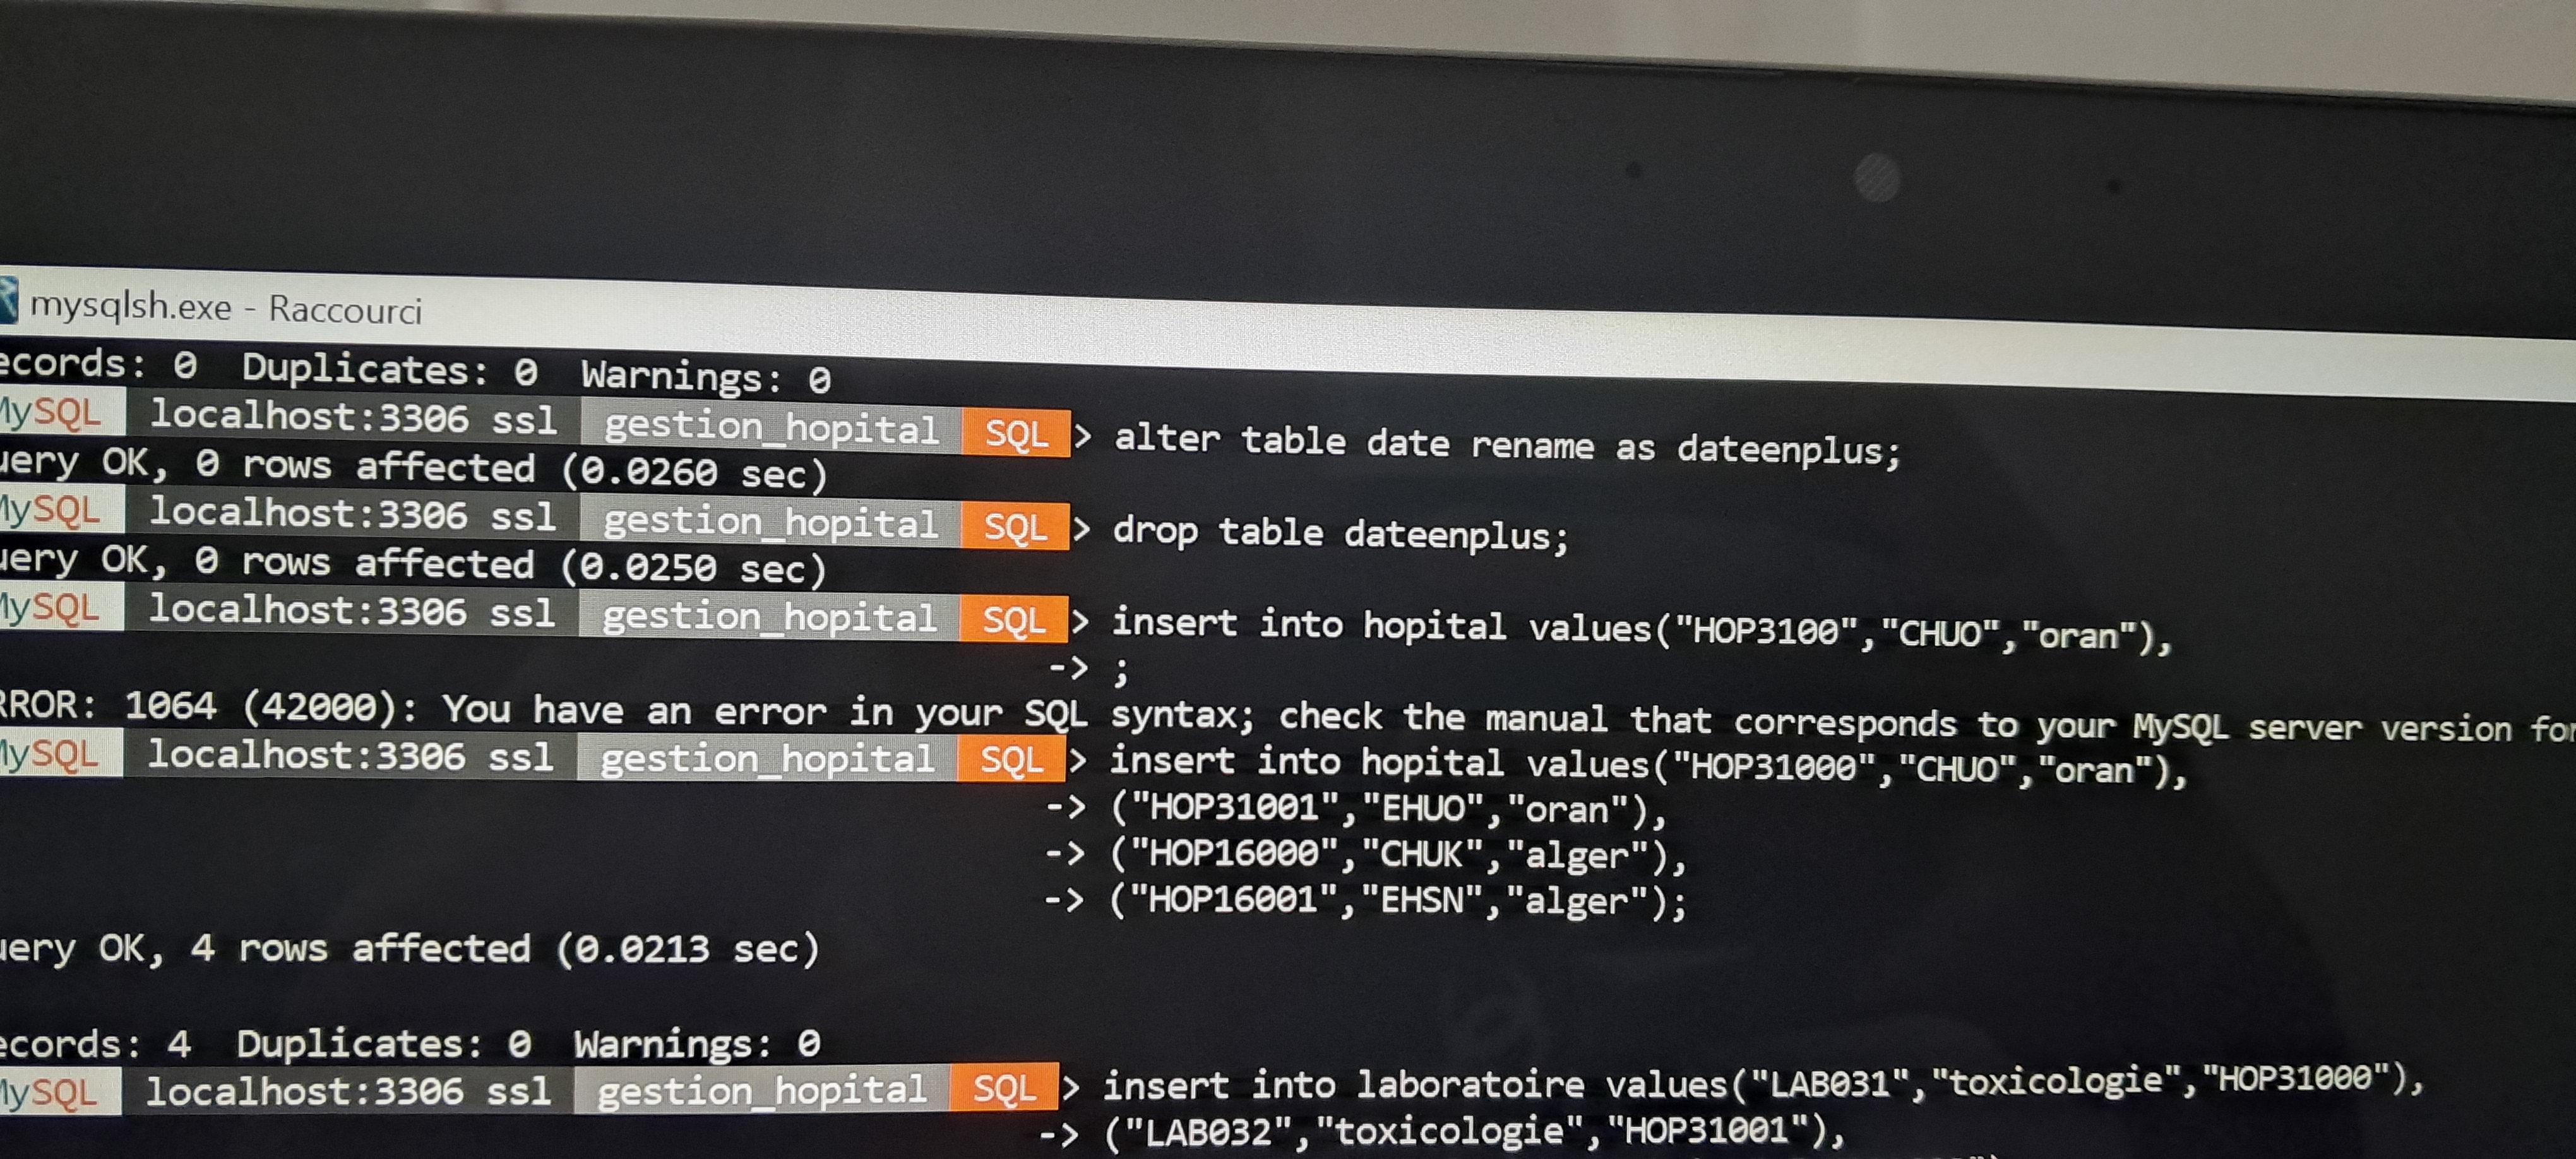 mysqlsh.exe - Raccourci
ecords: 0  Duplicates: 0  Warnings: 0
MySQL  localhost:3306 ssl  gestion_hopital  SQL > alter table date rename as dateenplus;
uery OK, 0 rows affected (0.0260 sec)
MySQL  localhost:3306 ssl  gestion_hopital  SQL > drop table dateenplus;
uery OK, 0 rows affected (0.0250 sec)
MySQL  localhost:3306 ssl  gestion_hopital  SQL > insert into hopital values("HOP3100","CHUO","oran"),
-> ;
RROR: 1064 (42000): You have an error in your SQL syntax; check the manual that corresponds to your MySQL server version for
MySQL  localhost:3306 ssl  gestion_hopital  SQL > insert into hopital values("HOP31000","CHUO","oran"),
-> ("HOP31001","EHUO","oran"),
-> ("HOP16000","CHUK","alger"),
-> ("HOP16001","EHSN","alger");
uery OK, 4 rows affected (0.0213 sec)
ecords: 4  Duplicates: 0  Warnings: 0
MySQL  localhost:3306 ssl  gestion_hopital  SQL > insert into laboratoire values("LAB031","toxicologie","HOP31000"),
-> ("LAB032","toxicologie","HOP31001"),